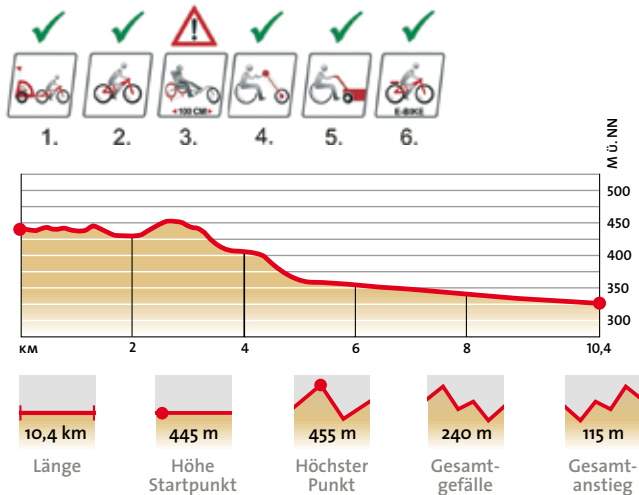 +100 CM+
E-BIKE
1. 2. 3. 4. 5. 6.
M Ü.NN
500
450
400
350
300
KM 2 4 6 8 10,4
10,4 km 445 m 455 m 240 m 115 m
Länge Höhe Höchster Gesamt- Gesamt-
Startpunkt Punkt gefälle anstieg